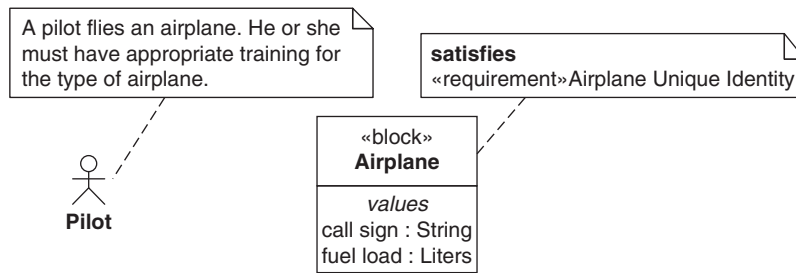 A pilot flies an airplane. He or she
must have appropriate training for
the type of airplane.
satisfies
«requirement»Airplane Unique Identity
«block»
Airplane
Pilot
values
call sign : String
fuel load : Liters